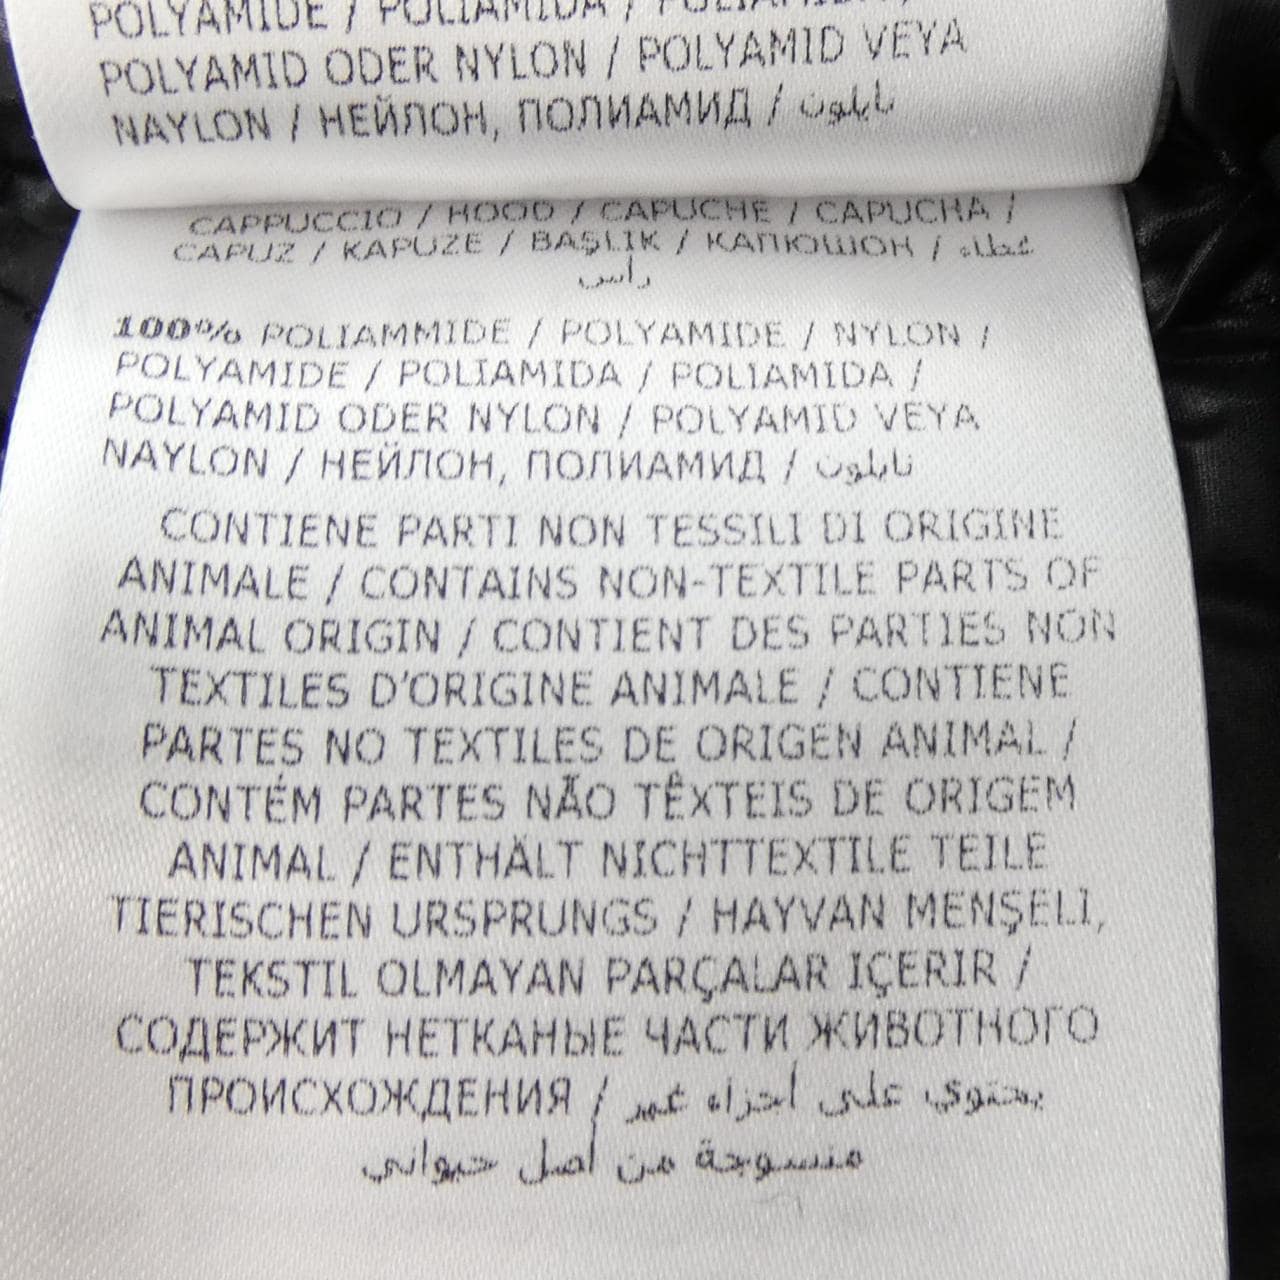 POLYAMIDE / POLIAMIDA / POLIAMIDA /
POLYAMID ODER NYLON / POLYAMID VEYA
NAYLON / НЕЙЛОН, ПОЛИАМИД / نايلون
CAPPUCCIO / HOOD / CAPUCHE / CAPUCHA /
CAPUZ / KAPUZE / BAŞLIK / КАПЮШОН / غطاء
راس
100% POLIAMMIDE / POLYAMIDE / NYLON /
POLYAMIDE / POLIAMIDA / POLIAMIDA /
POLYAMID ODER NYLON / POLYAMID VEYA
NAYLON / НЕЙЛОН, ПОЛИАМИД / نايلون
CONTIENE PARTI NON TESSILI DI ORIGINE
ANIMALE / CONTAINS NON-TEXTILE PARTS OF
ANIMAL ORIGIN / CONTIENT DES PARTIES NON
TEXTILES D'ORIGINE ANIMALE / CONTIENE
PARTES NO TEXTILES DE ORIGEN ANIMAL /
CONTÉM PARTES NÃO TÊXTEIS DE ORIGEM
ANIMAL / ENTHÄLT NICHTTEXTILE TEILE
TIERISCHEN URSPRUNGS / HAYVAN MENŞELI,
TEKSTIL OLMAYAN PARÇALAR IÇERIR /
СОДЕРЖИТ НЕТКАНЫЕ ЧАСТИ ЖИВОТНОГО
ПРОИСХОЖДЕНИЯ / يحتوي على أجزاء غير
منسوجة من أصل حيواني